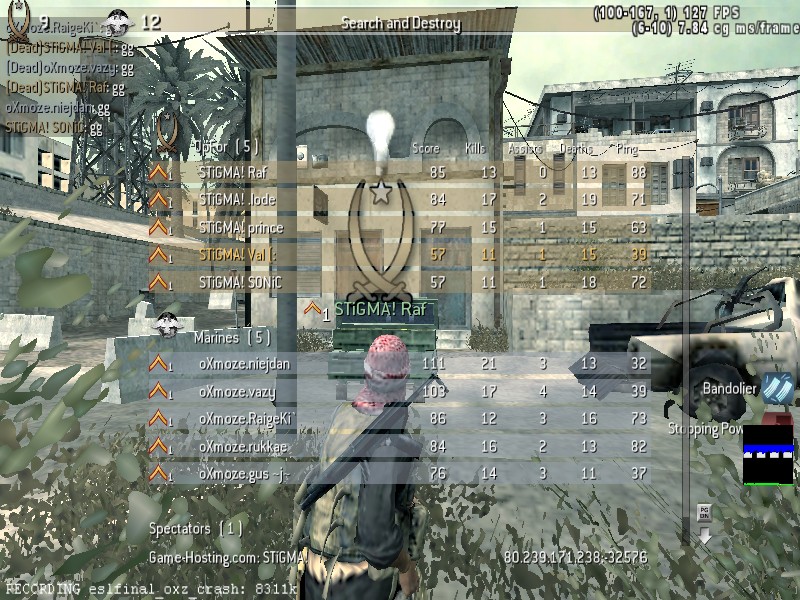 9 12 Search and Destroy (100-167, 1) 127 FPS
(6-10) 7.84 cg ms/frame
oXmoze.RaigeKi`: gg
[Dead]STiGMA! Val [: gg
[Dead]oXmoze.vazy: gg
[Dead]STiGMA! Raf: gg
oXmoze.niejdan: gg
STiGMA! SONiC: gg
Opfor ( 5 ) Score Kills Assists Deaths Ping
1 STiGMA! Raf 85 13 0 13 88
1 STiGMA! .lode 84 17 2 19 71
1 STiGMA! prince 77 15 1 15 63
1 STiGMA! Val [: 57 11 1 15 39
1 STiGMA! SONiC 57 11 1 18 72
1 STiGMA! Raf
Marines ( 5 )
1 oXmoze.niejdan 111 21 3 13 32
1 oXmoze.vazy 103 17 4 14 39
1 oXmoze.RaigeKi` 86 12 3 16 73
1 oXmoze.rukkae 84 16 2 13 82
1 oXmoze.gus ~j~ 76 14 3 11 37
Bandolier
Stopping Pow
PG
DN
Spectators ( 1 )
Game-Hosting.com: STiGMA. 80.239.171.238:32576
RECORDING eslfinal_oxz_crash: 8311k